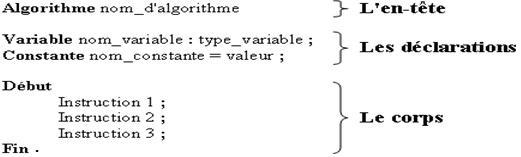 Algorithme nom_d'algorithme L'en-tête
Variable nom_variable : type_variable ;
Constante nom_constante = valeur ;
Les déclarations
Début
Instruction 1 ;
Instruction 2 ;
Instruction 3 ;
Fin .
Le corps